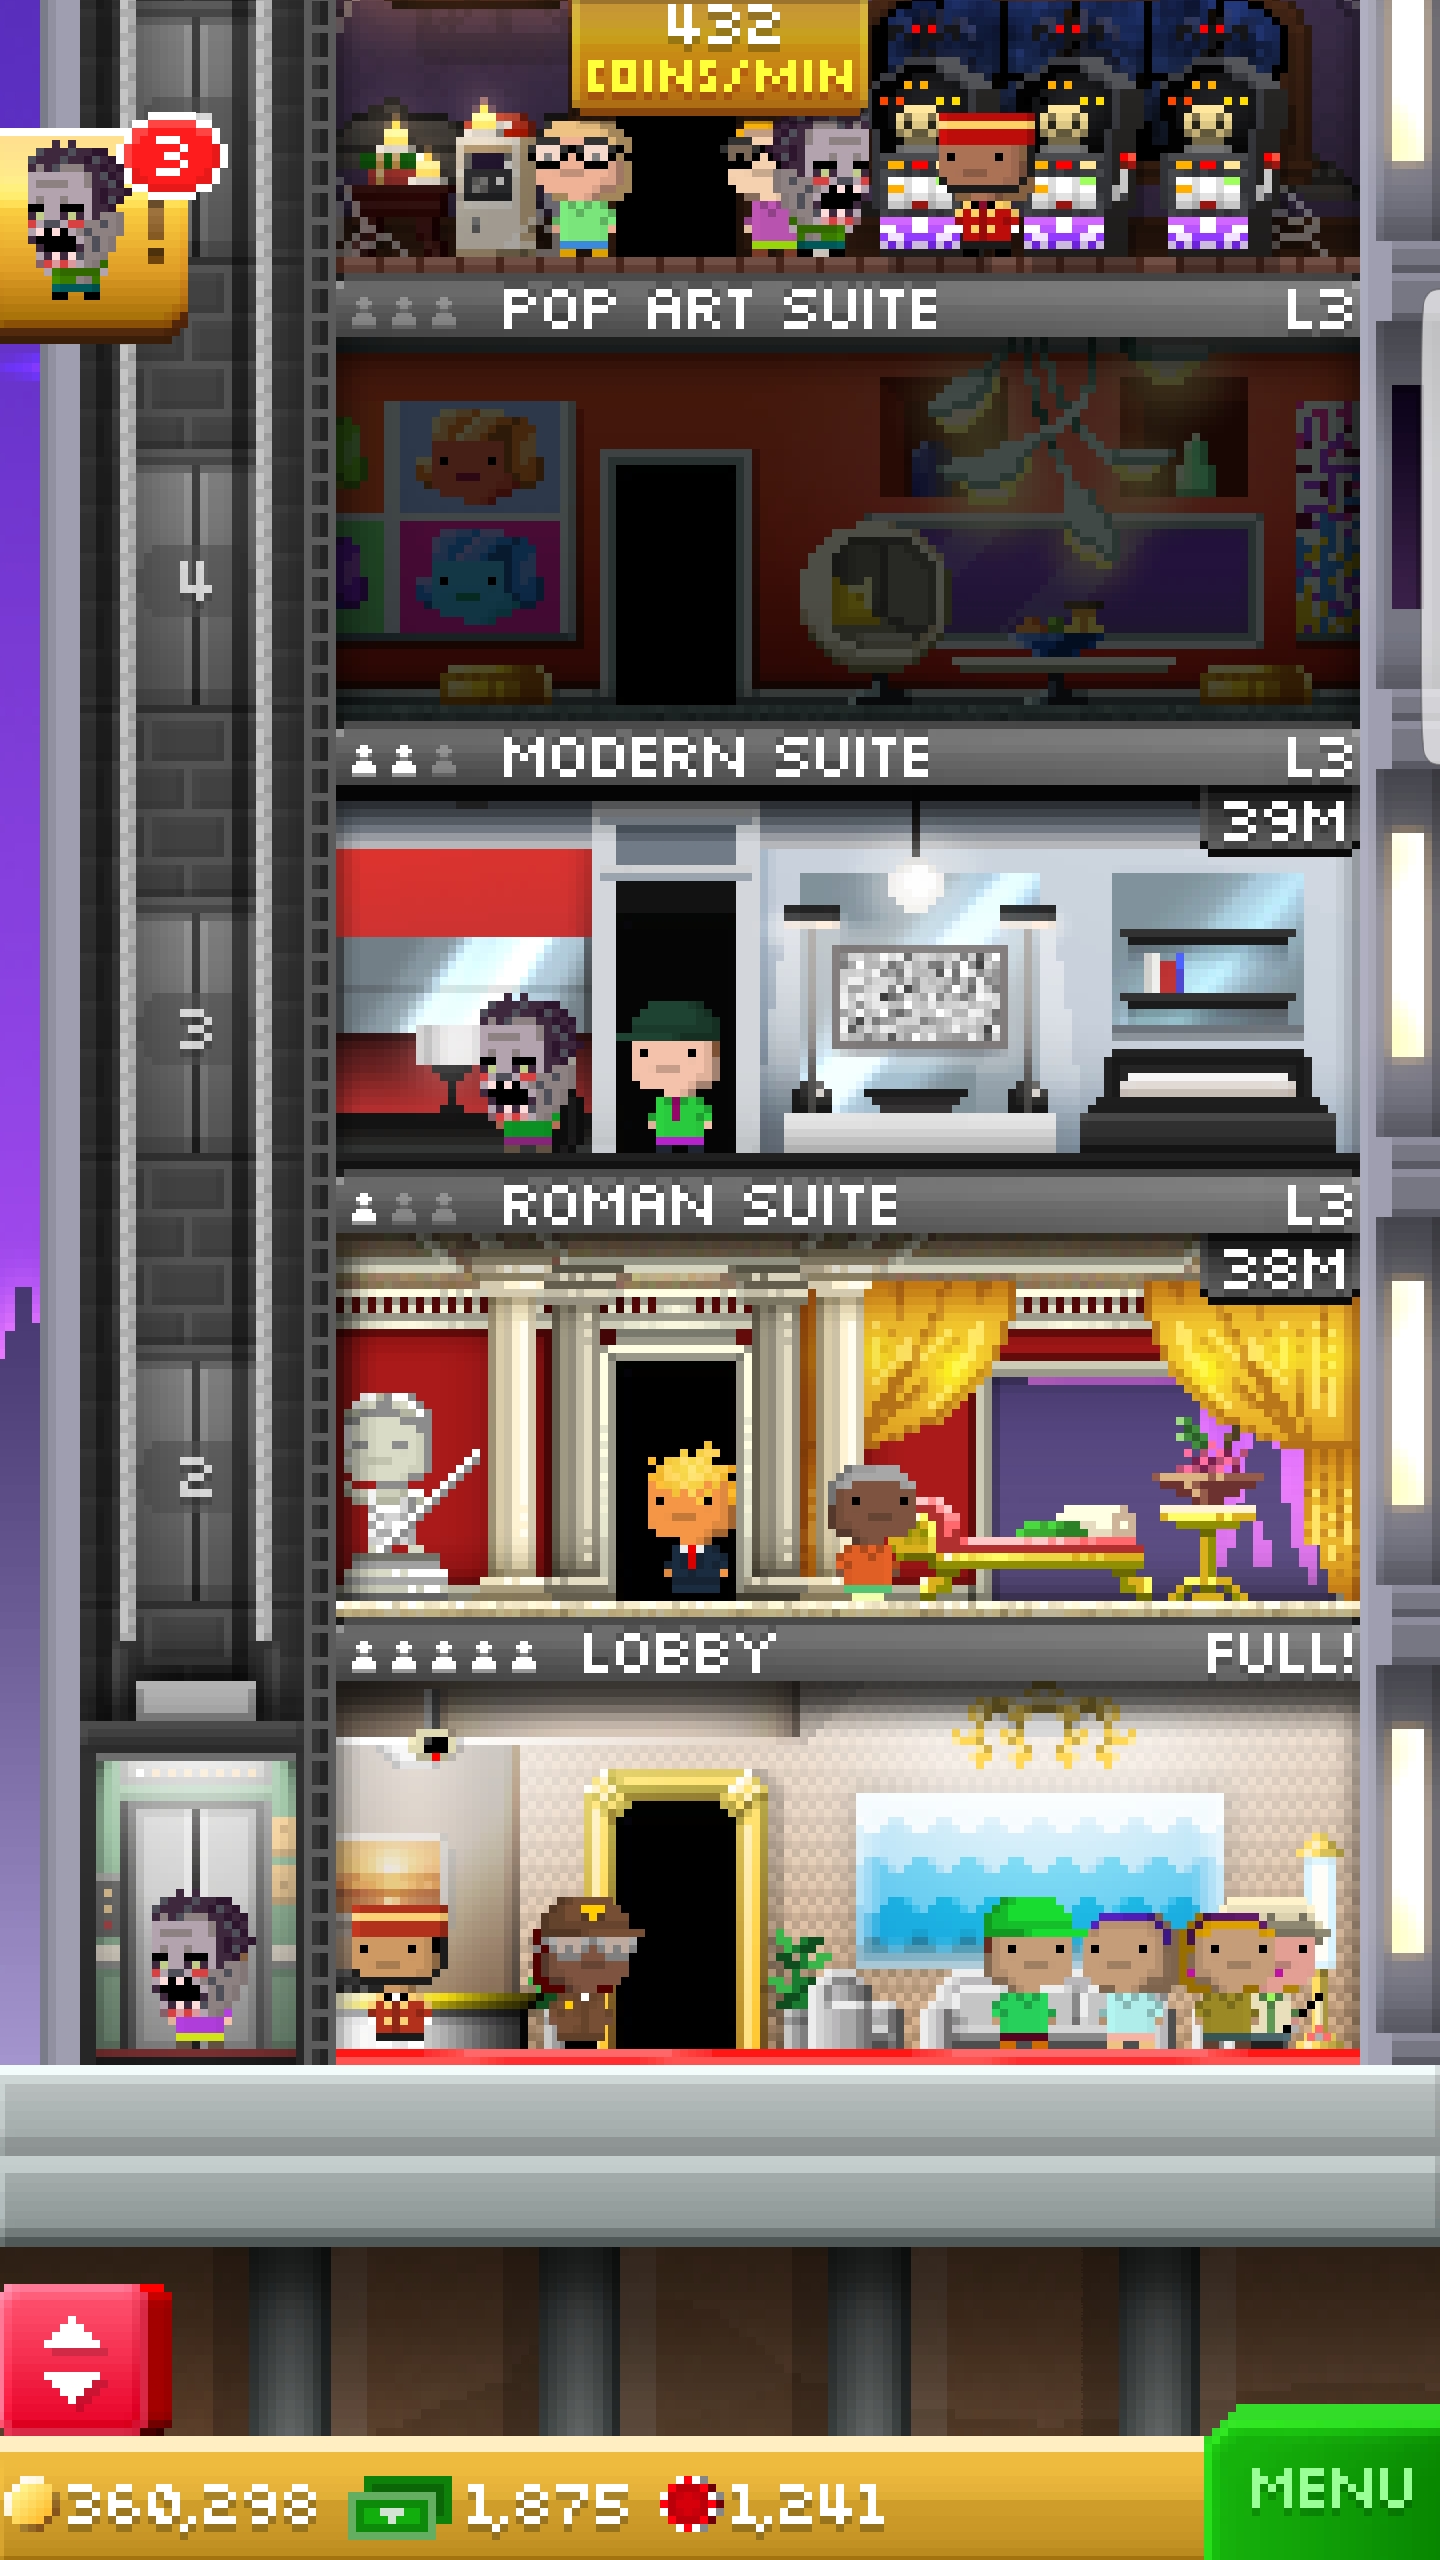 432
COINS/MIN
3
!
POP ART SUITE L3
4
MODERN SUITE L3
39M
3
ROMAN SUITE L3
38M
2
LOBBY FULL!
360,298 1,875 1,241
MENU